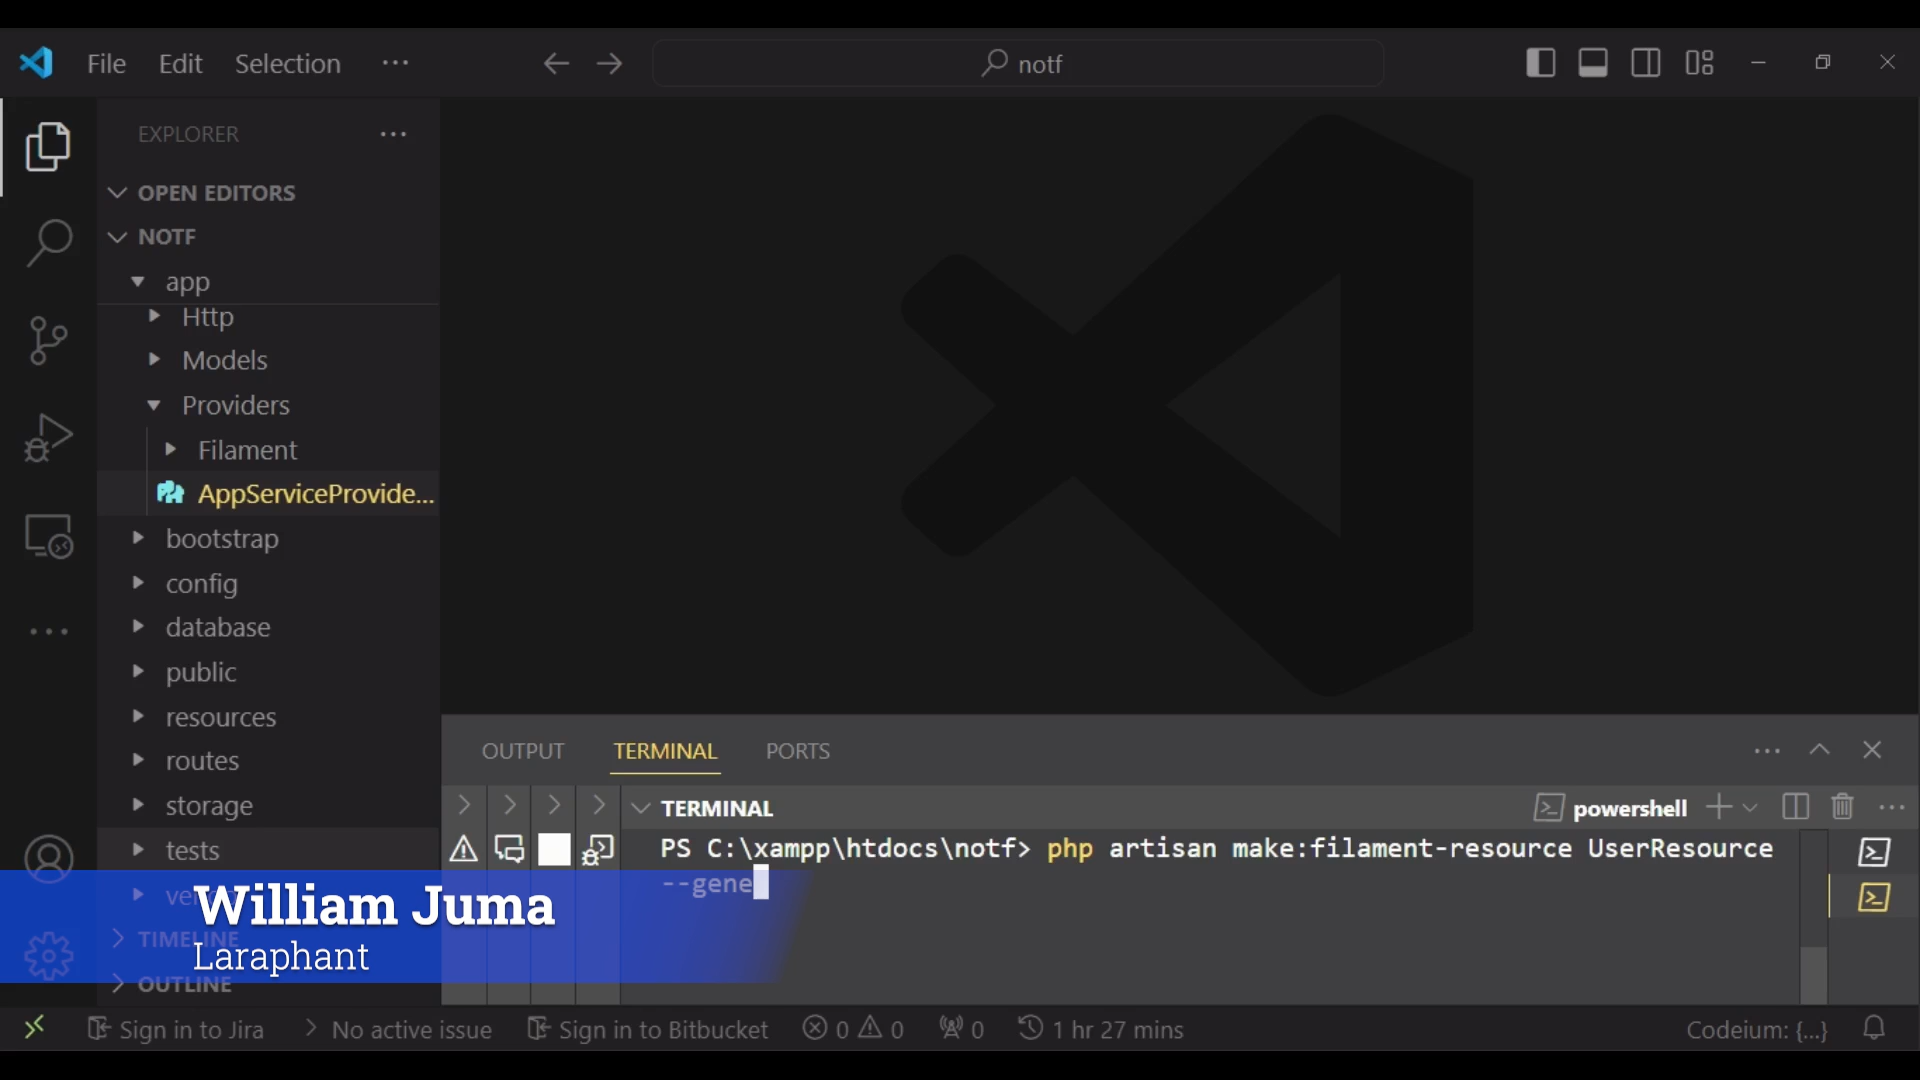 File Edit Selection ···
notf
EXPLORER ···
OPEN EDITORS
NOTF
app
Http
Models
Providers
Filament
AppServiceProvide...
bootstrap
config
database
public
resources
routes
storage
tests
TIMELINE
OUTLINE
OUTPUT TERMINAL PORTS
TERMINAL
powershell
PS C:\xampp\htdocs\notf> php artisan make:filament-resource UserResource
--gene
William Juma
Laraphant
Sign in to Jira
No active issue
Sign in to Bitbucket
0 0
0
1 hr 27 mins
Codeium: {...}